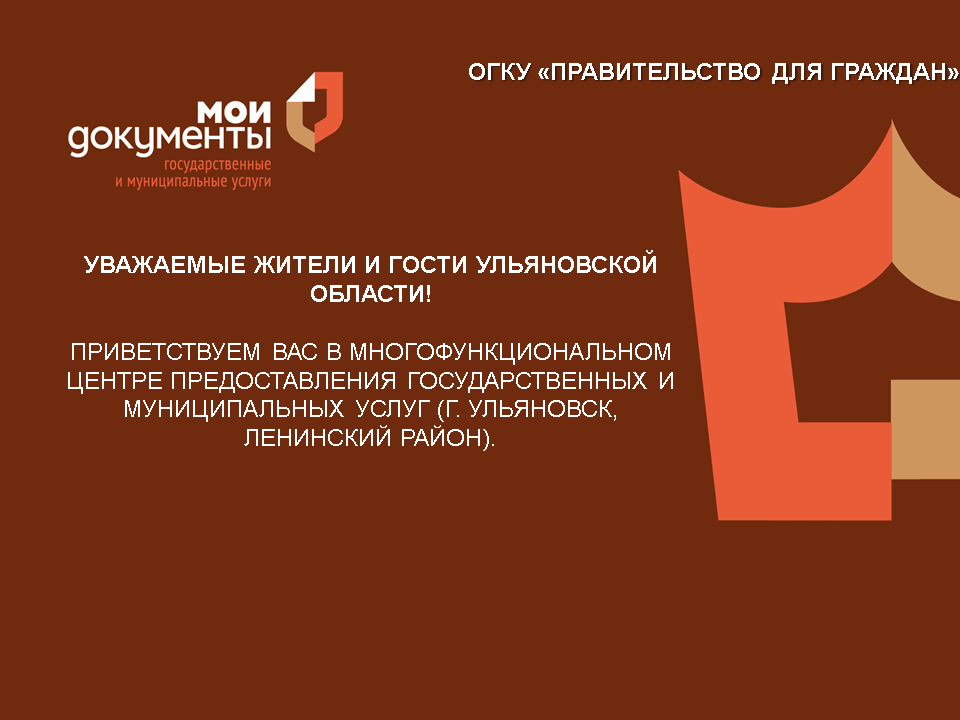 ОГКУ «ПРАВИТЕЛЬСТВО ДЛЯ ГРАЖДАН»
мои
документы
государственные
и муниципальные услуги
УВАЖАЕМЫЕ ЖИТЕЛИ И ГОСТИ УЛЬЯНОВСКОЙ
ОБЛАСТИ!
ПРИВЕТСТВУЕМ ВАС В МНОГОФУНКЦИОНАЛЬНОМ
ЦЕНТРЕ ПРЕДОСТАВЛЕНИЯ ГОСУДАРСТВЕННЫХ И
МУНИЦИПАЛЬНЫХ УСЛУГ (Г. УЛЬЯНОВСК,
ЛЕНИНСКИЙ РАЙОН).